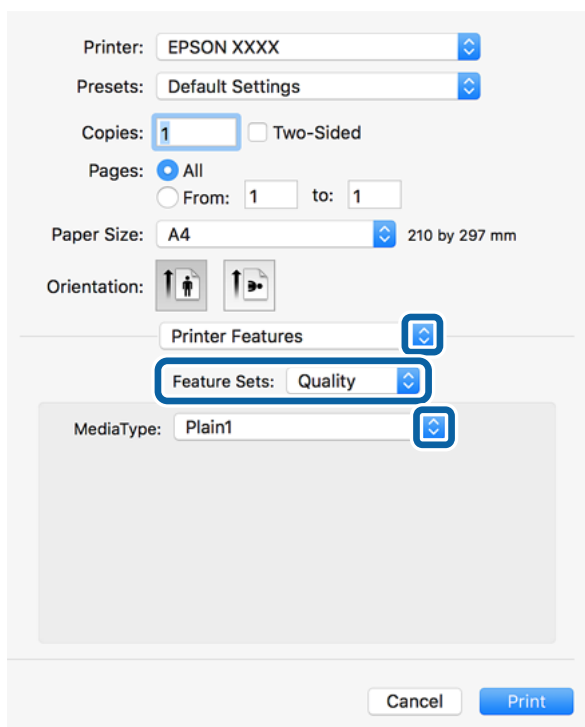 Printer: EPSON XXXX
Presets: Default Settings
Copies: 1 Two-Sided
Pages: All
From: 1 to: 1
Paper Size: A4 210 by 297 mm
Orientation:
Printer Features
Feature Sets: Quality
MediaType: Plain1
Cancel Print